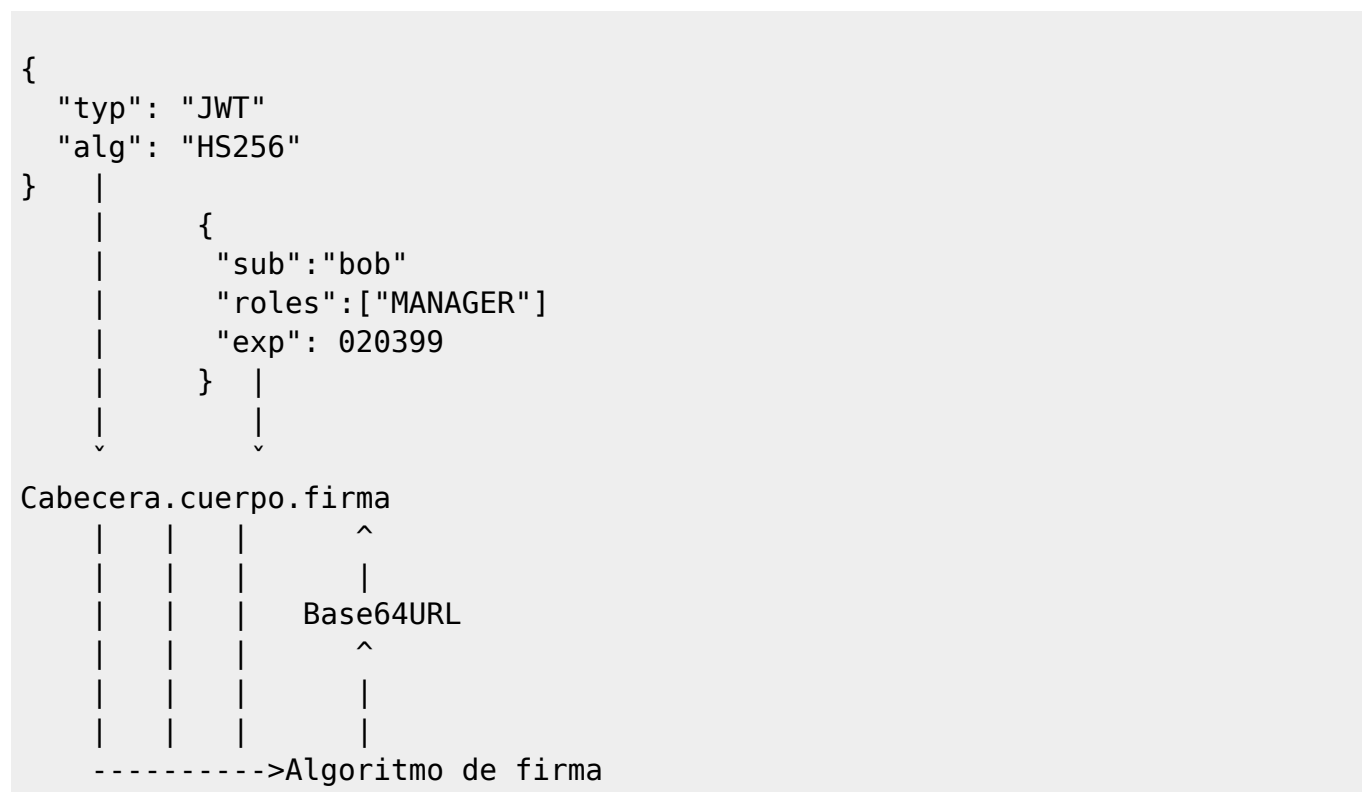 {
  "typ": "JWT"
  "alg": "HS256"
}   |
    |     {
    |      "sub":"bob"
    |      "roles":["MANAGER"]
    |      "exp": 020399
    |     }  |
    |        |
    ˇ        ˇ
Cabecera.cuerpo.firma
    |   |   |      ^
    |   |   |      |
    |   |   |   Base64URL
    |   |   |      ^
    |   |   |      |
    |   |   |      |
    ---------->Algoritmo de firma